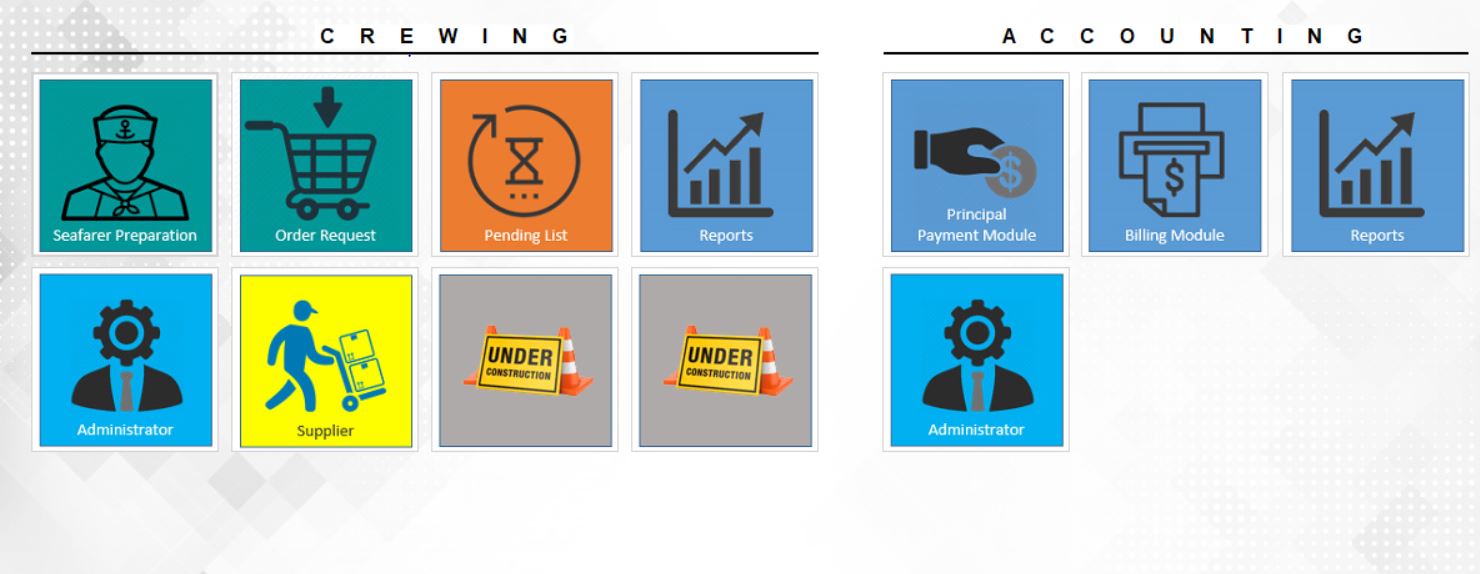 C R E W I N G
Seafarer Preparation
Order Request
Pending List
Reports
Administrator
Supplier
UNDER
CONSTRUCTION
UNDER
CONSTRUCTION
A C C O U N T I N G
$
Principal
Payment Module
$
Billing Module
Reports
Administrator